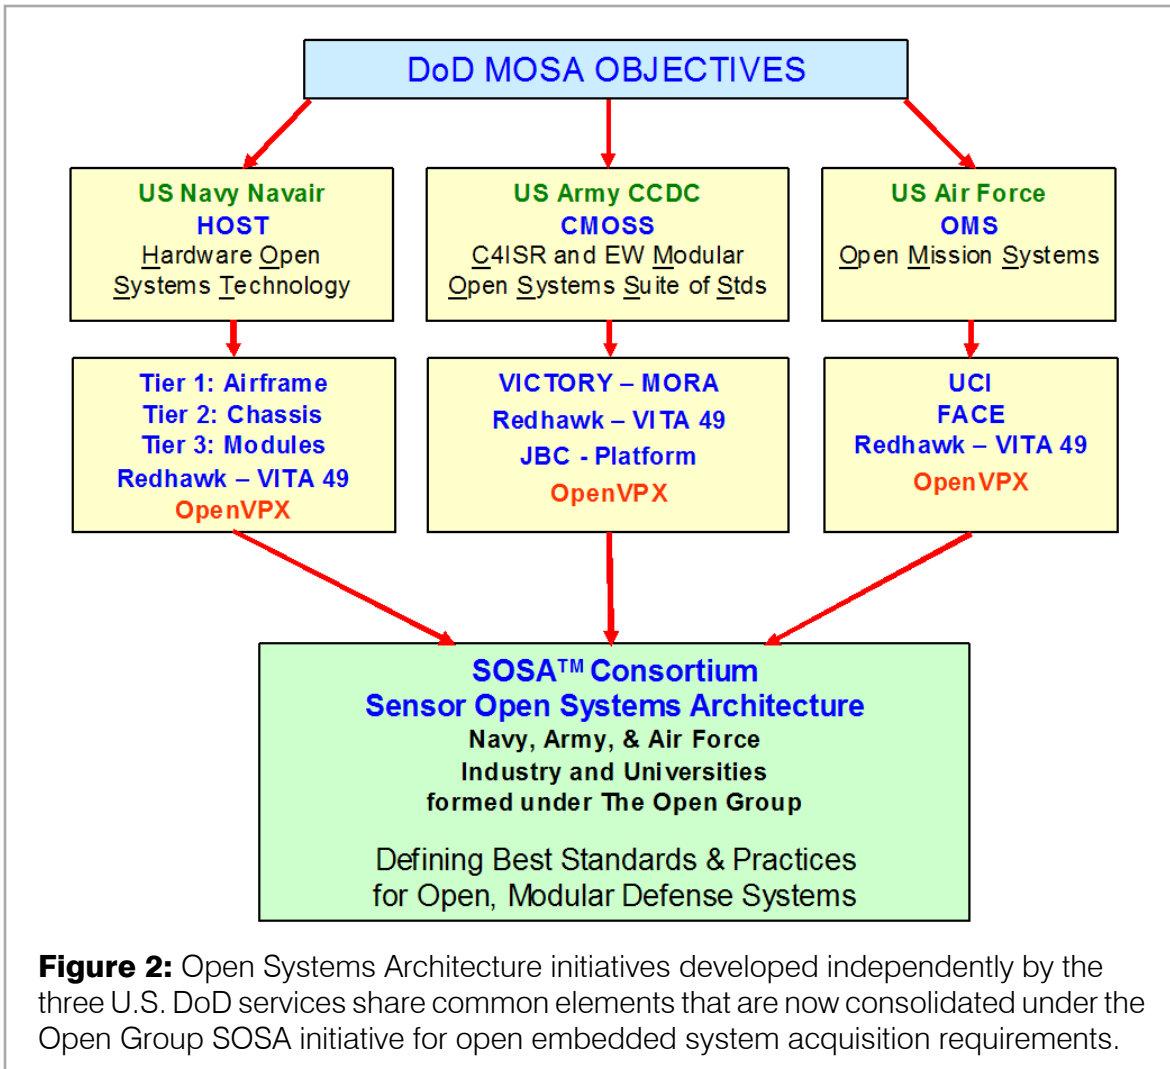 DoD MOSA OBJECTIVES
US Navy Navair
HOST
Hardware Open
Systems Technology
US Army CCDC
CMOSS
C4ISR and EW Modular
Open Systems Suite of Stds
US Air Force
OMS
Open Mission Systems
Tier 1: Airframe
Tier 2: Chassis
Tier 3: Modules
Redhawk – VITA 49
OpenVPX
VICTORY – MORA
Redhawk – VITA 49
JBC - Platform
OpenVPX
UCI
FACE
Redhawk – VITA 49
OpenVPX
SOSA™ Consortium
Sensor Open Systems Architecture
Navy, Army, & Air Force
Industry and Universities
formed under The Open Group
Defining Best Standards & Practices
for Open, Modular Defense Systems
Figure 2: Open Systems Architecture initiatives developed independently by the
three U.S. DoD services share common elements that are now consolidated under the
Open Group SOSA initiative for open embedded system acquisition requirements.